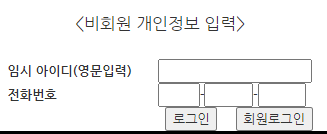 <비회원 개인정보 입력>
임시 아이디(영문입력)
전화번호 - -
로그인 회원로그인